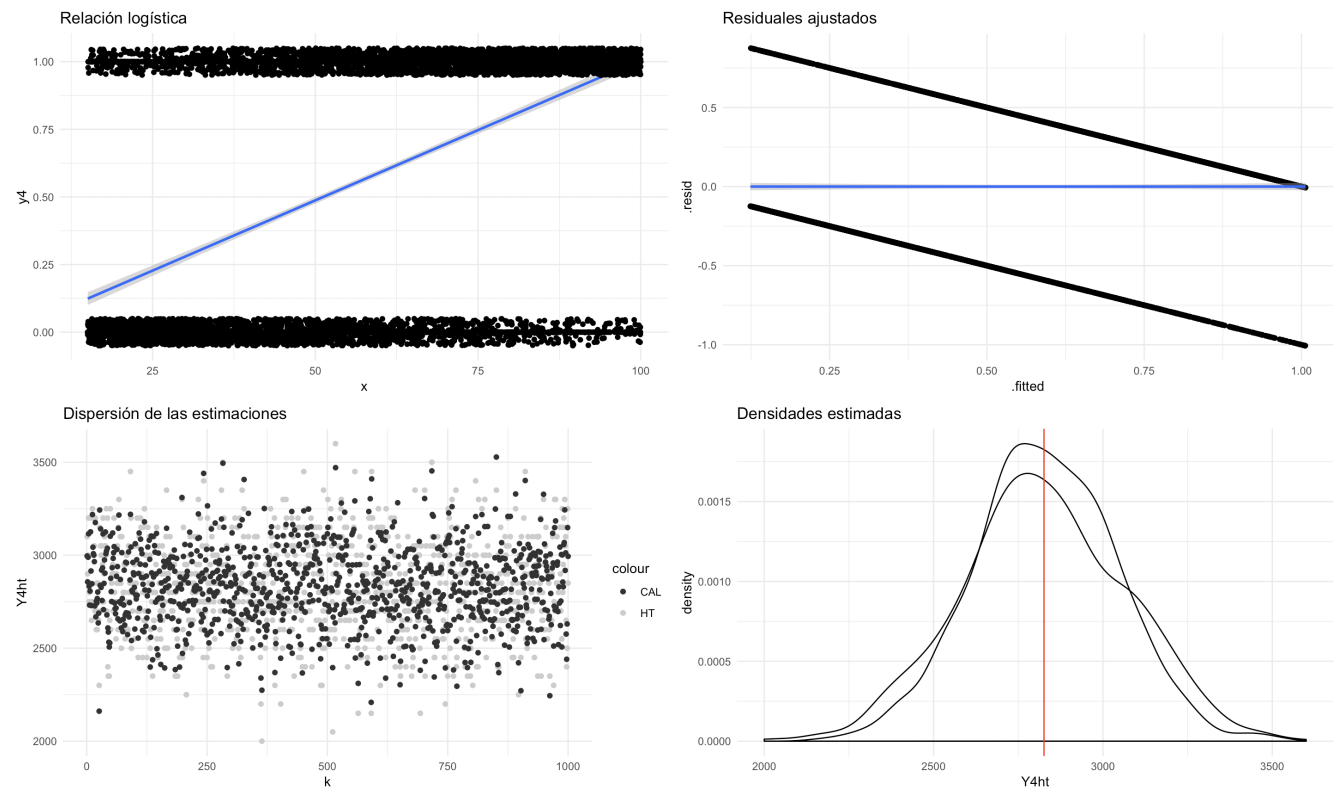 Relación logística
1.00
0.75
0.50
0.25
0.00
y4
25
50
75
100
x
Residuales ajustados
0.5
0.0
-0.5
-1.0
.resid
0.25
0.50
0.75
1.00
.fitted
Dispersión de las estimaciones
3500
3000
2500
2000
Y4ht
0
250
500
750
1000
k
colour
CAL
HT
Densidades estimadas
0.0015
0.0010
0.0005
0.0000
density
2000
2500
3000
3500
Y4ht